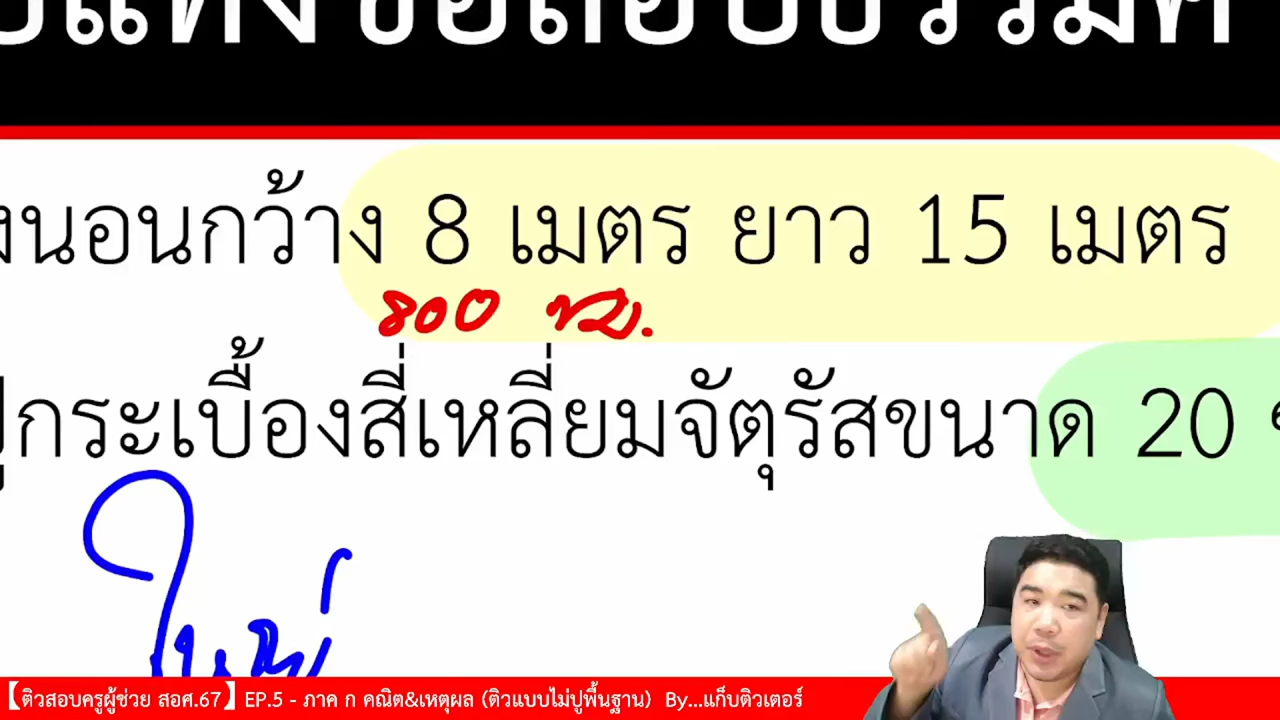 งนอนกว้าง 8 เมตร ยาว 15 เมตร
800 ซม.
ปูกระเบื้องสี่เหลี่ยมจัตุรัสขนาด 20
ใหญ่
【ติวสอบครูผู้ช่วย สอศ.67】 EP.5 - ภาค ก คณิต&เหตุผล (ติวแบบไม่ปูพื้นฐาน) By...แก็บติวเตอร์